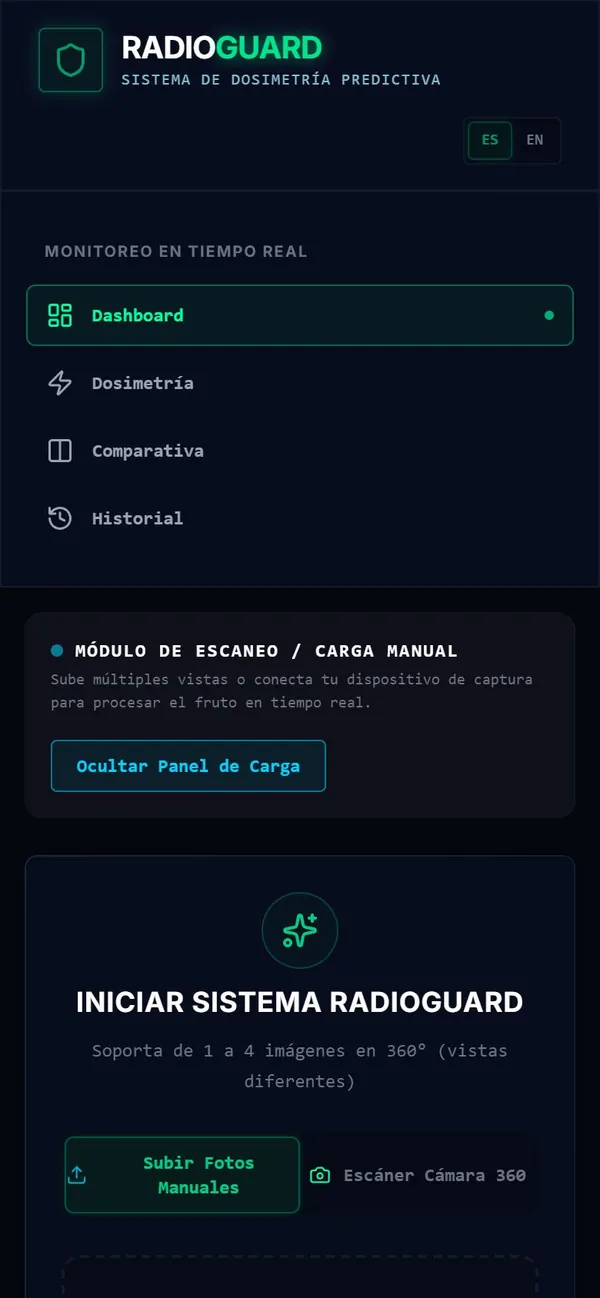 RADIOGUARD
SISTEMA DE DOSIMETRÍA PREDICTIVA
ES EN
MONITOREO EN TIEMPO REAL
Dashboard
Dosimetría
Comparativa
Historial
MÓDULO DE ESCANEO / CARGA MANUAL
Sube múltiples vistas o conecta tu dispositivo de captura
para procesar el fruto en tiempo real.
Ocultar Panel de Carga
INICIAR SISTEMA RADIOGUARD
Soporta de 1 a 4 imágenes en 360° (vistas
diferentes)
Subir Fotos
Manuales
Escáner Cámara 360